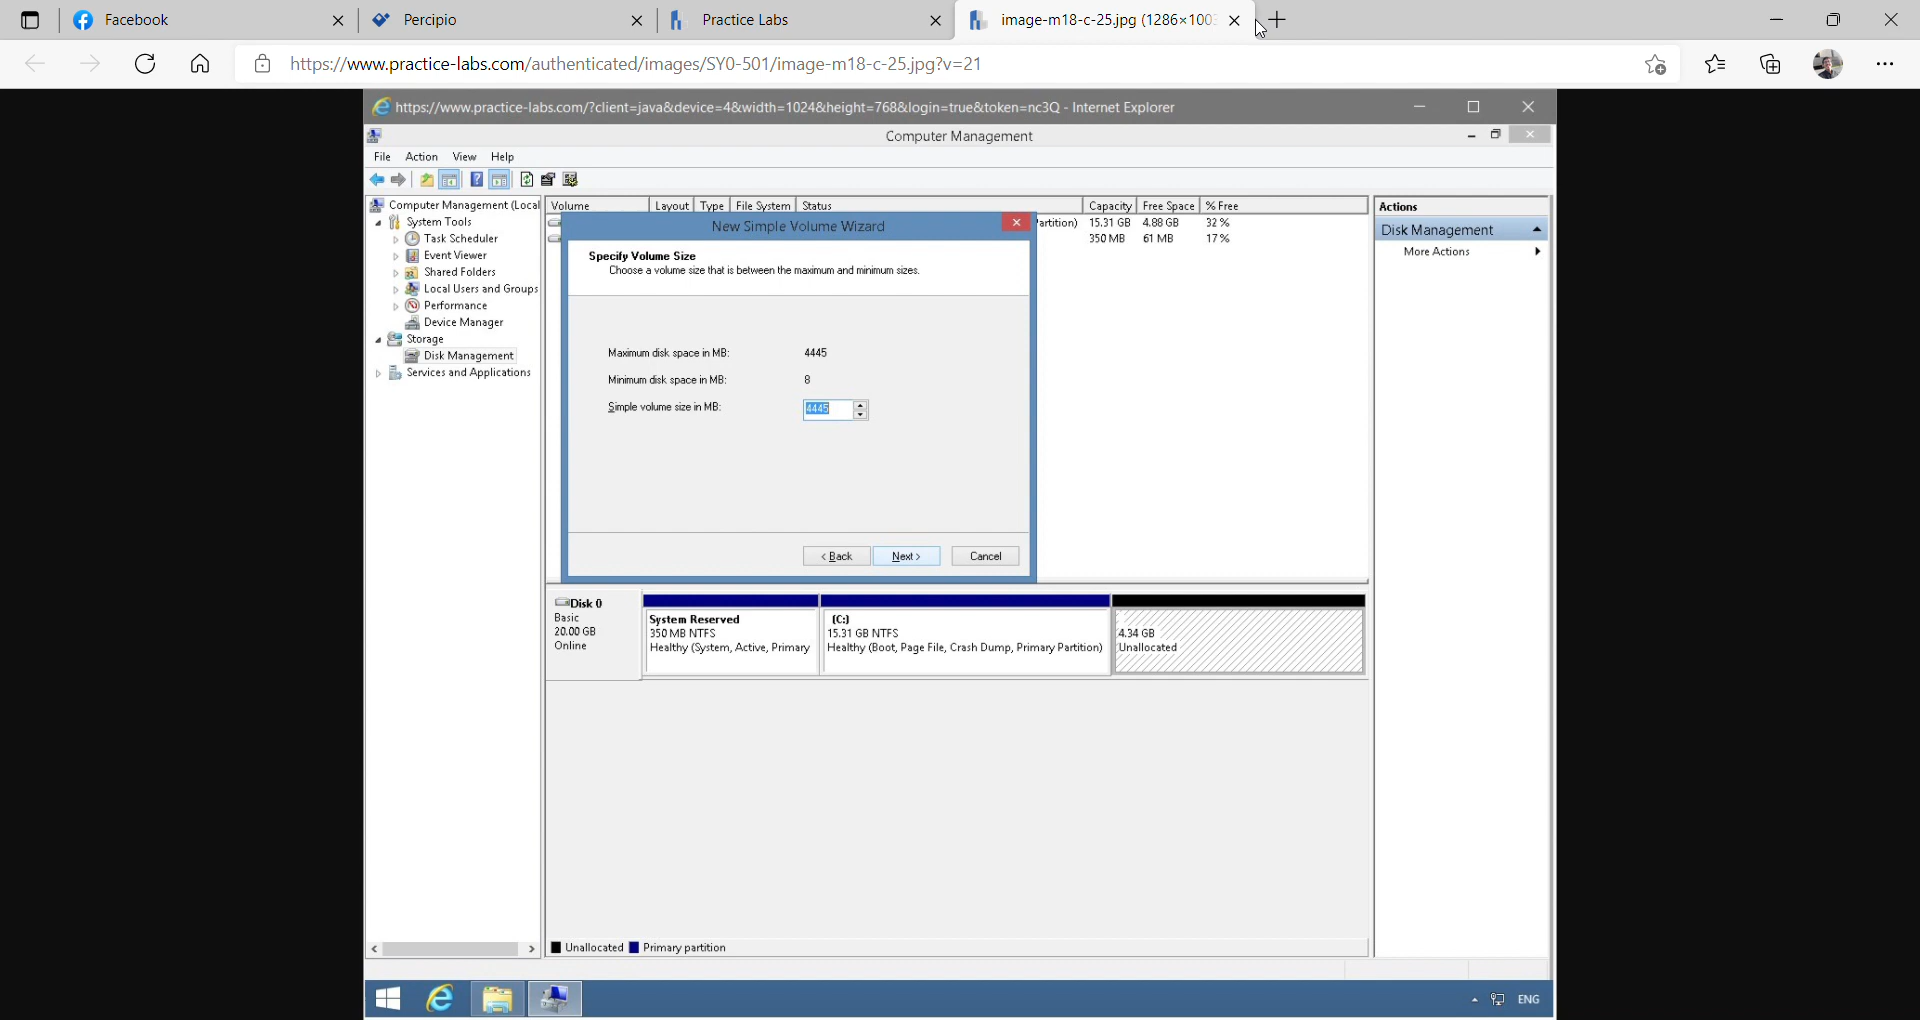 Facebook
Percipio
Practice Labs
image-m18-c-25.jpg (1286×100
https://www.practice-labs.com/authenticated/images/SY0-501/image-m18-c-25.jpg?v=21
https://www.practice-labs.com/?client=java&device=4&width=1024&height=768&login=true&token=nc3Q - Internet Explorer
Computer Management
File Action View Help
Computer Management (Local
System Tools
Task Scheduler
Event Viewer
Shared Folders
Local Users and Groups
Performance
Device Manager
Storage
Disk Management
Services and Applications
Volume Layout Type File System Status Capacity Free Space % Free
artition) 15.31 GB 4.88 GB 32 %
350 MB 61 MB 17 %
New Simple Volume Wizard
Specify Volume Size
Choose a volume size that is between the maximum and minimum sizes.
Maximum disk space in MB: 4445
Minimum disk space in MB: 8
Simple volume size in MB: 4445
< Back Next > Cancel
Actions
Disk Management
More Actions
Disk 0
Basic
20.00 GB
Online
System Reserved
350 MB NTFS
Healthy (System, Active, Primary
(C:)
15.31 GB NTFS
Healthy (Boot, Page File, Crash Dump, Primary Partition)
4.34 GB
Unallocated
Unallocated Primary partition
ENG